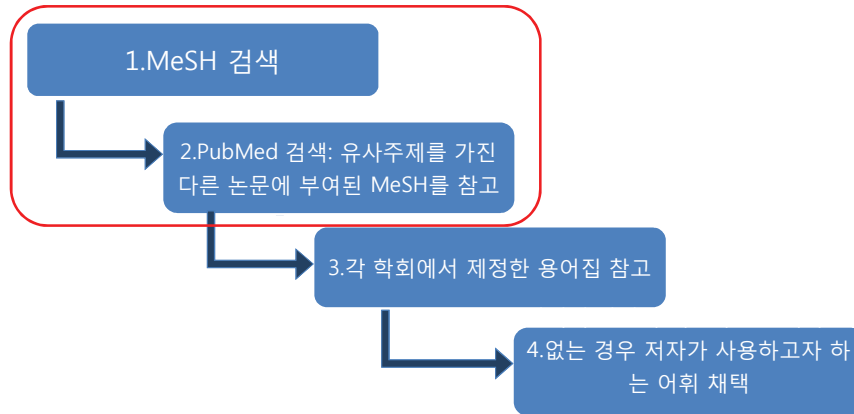 1.MeSH 검색
2.PubMed 검색: 유사주제를 가진
다른 논문에 부여된 MeSH를 참고
3.각 학회에서 제정한 용어집 참고
4.없는 경우 저자가 사용하고자 하
는 어휘 채택